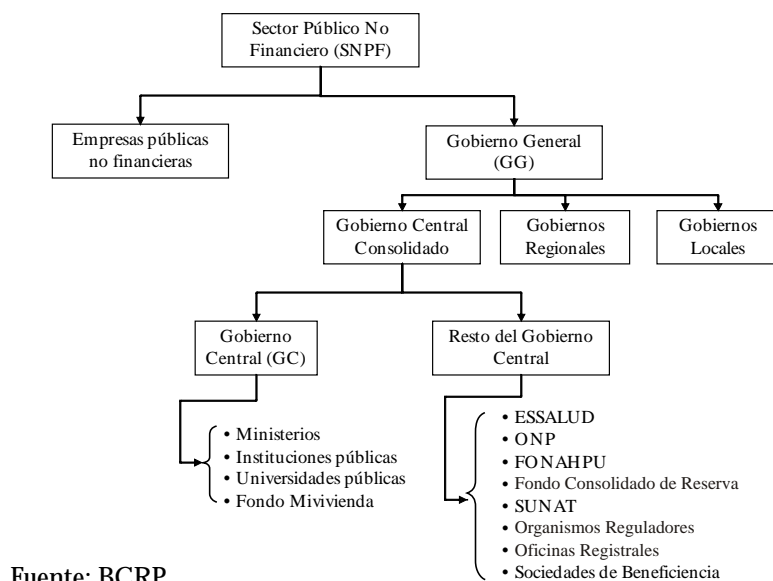 Sector Público No
Financiero (SNPF)
Empresas públicas
no financieras
Gobierno General
(GG)
Gobierno Central
Consolidado
Gobiernos
Regionales
Gobiernos
Locales
Gobierno
Central (GC)
Resto del Gobierno
Central
• Ministerios
• Instituciones públicas
• Universidades públicas
• Fondo Mivivienda
• ESSALUD
• ONP
• FONAHPU
• Fondo Consolidado de Reserva
• SUNAT
• Organismos Reguladores
• Oficinas Registrales
• Sociedades de Beneficiencia
Fuente: BCRP